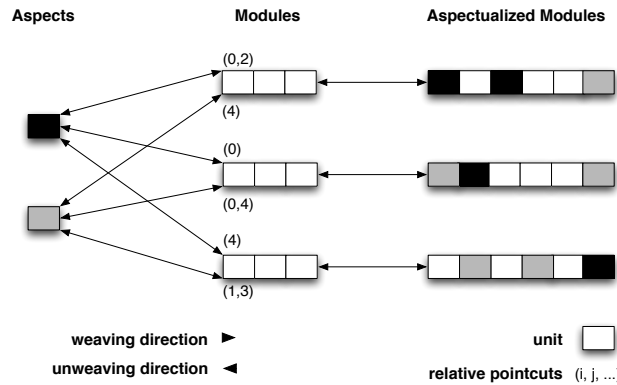 Aspects Modules Aspectualized Modules
(0,2)
(4)
(0)
(0,4)
(4)
(1,3)
weaving direction
unit
unweaving direction
relative pointcuts (i, j, ...)